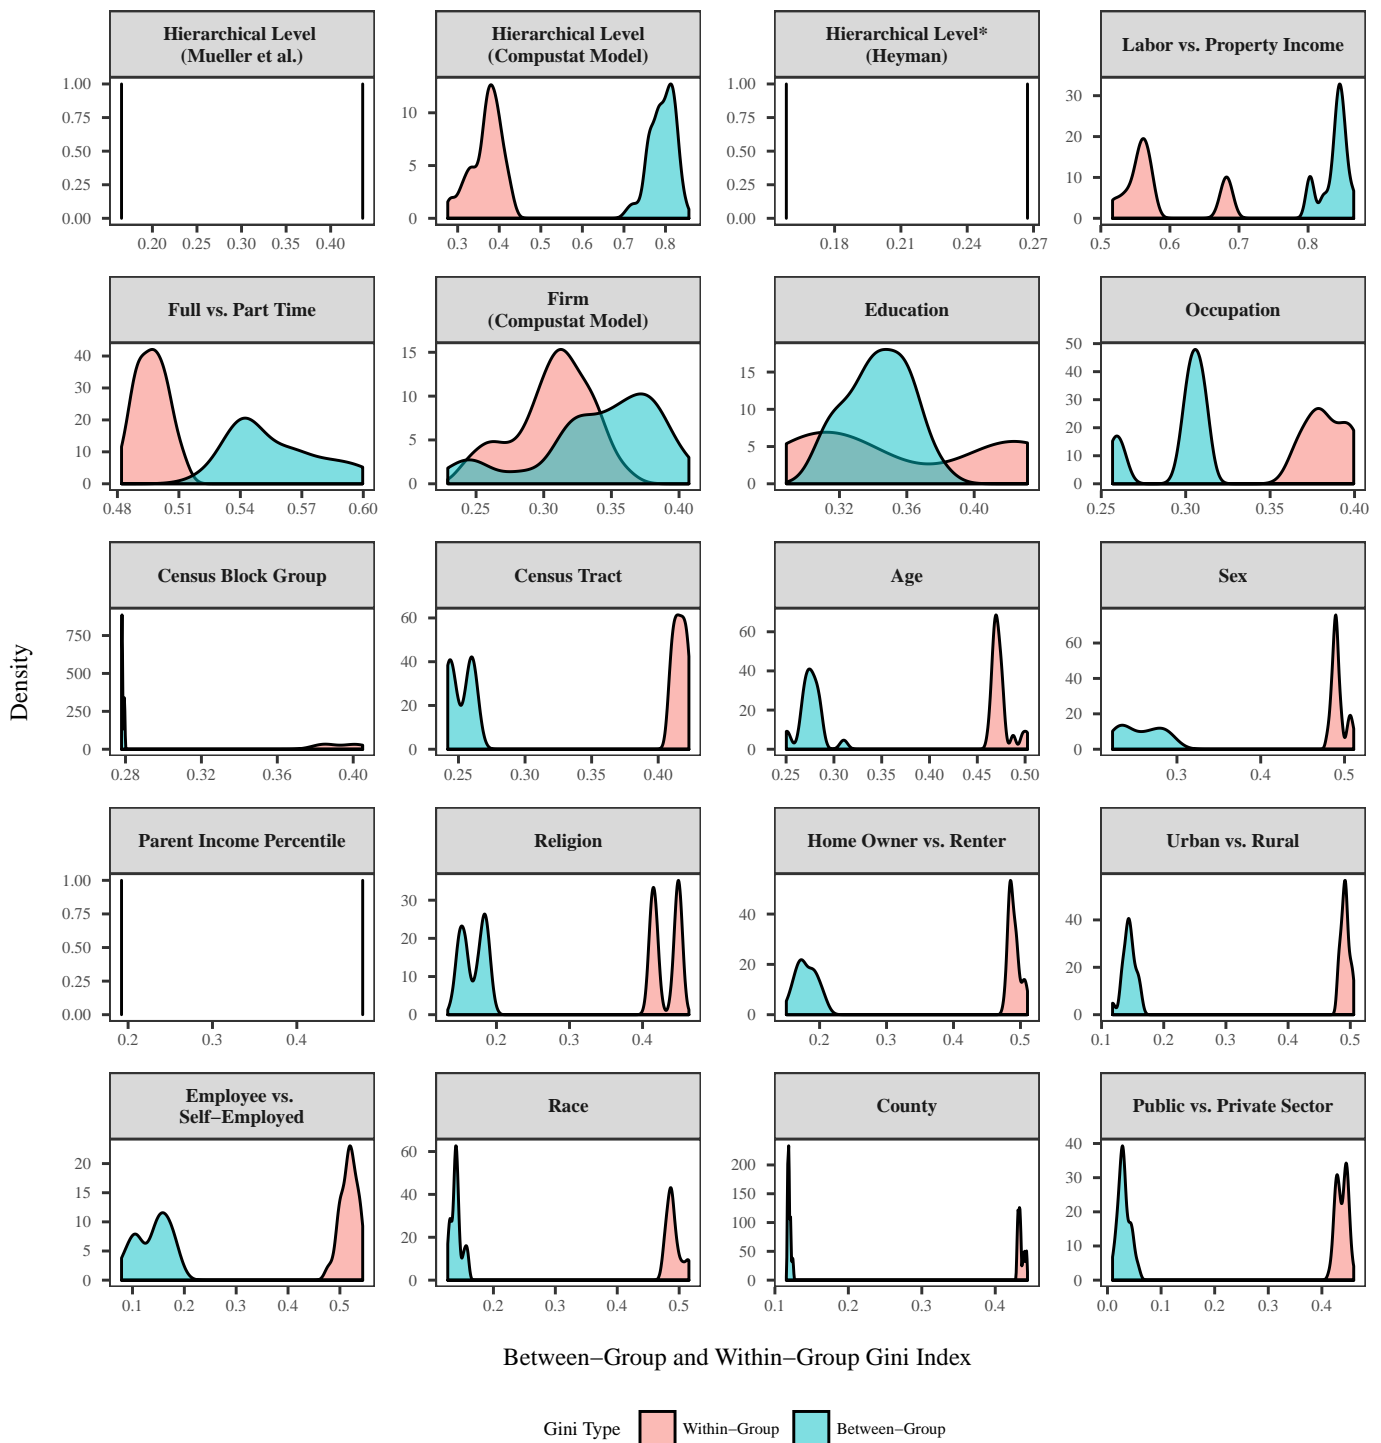 Hierarchical Level
(Mueller et al.)
Hierarchical Level
(Compustat Model)
Hierarchical Level*
(Heyman)
Labor vs. Property Income
1.00
0.75
0.50
0.25
0.00
0.20 0.25 0.30 0.35 0.40
10
5
0
0.3 0.4 0.5 0.6 0.7 0.8
1.00
0.75
0.50
0.25
0.00
0.18 0.21 0.24 0.27
30
20
10
0
0.5 0.6 0.7 0.8
Full vs. Part Time
Firm
(Compustat Model)
Education
Occupation
40
30
20
10
0
0.48 0.51 0.54 0.57 0.60
15
10
5
0
0.25 0.30 0.35 0.40
15
10
5
0
0.32 0.36 0.40
50
40
30
20
10
0
0.25 0.30 0.35 0.40
Census Block Group
Census Tract
Age
Sex
750
500
250
0
0.28 0.32 0.36 0.40
60
40
20
0
0.25 0.30 0.35 0.40
60
40
20
0
0.25 0.30 0.35 0.40 0.45 0.50
60
40
20
0
0.3 0.4 0.5
Parent Income Percentile
Religion
Home Owner vs. Renter
Urban vs. Rural
1.00
0.75
0.50
0.25
0.00
0.2 0.3 0.4
30
20
10
0
0.2 0.3 0.4
40
20
0
0.2 0.3 0.4 0.5
40
20
0
0.1 0.2 0.3 0.4 0.5
Employee vs.
Self−Employed
Race
County
Public vs. Private Sector
20
15
10
5
0
0.1 0.2 0.3 0.4 0.5
60
40
20
0
0.2 0.3 0.4 0.5
200
150
100
50
0
0.1 0.2 0.3 0.4
40
30
20
10
0
0.0 0.1 0.2 0.3 0.4
Density
Between−Group and Within−Group Gini Index
Gini Type Within−Group Between−Group